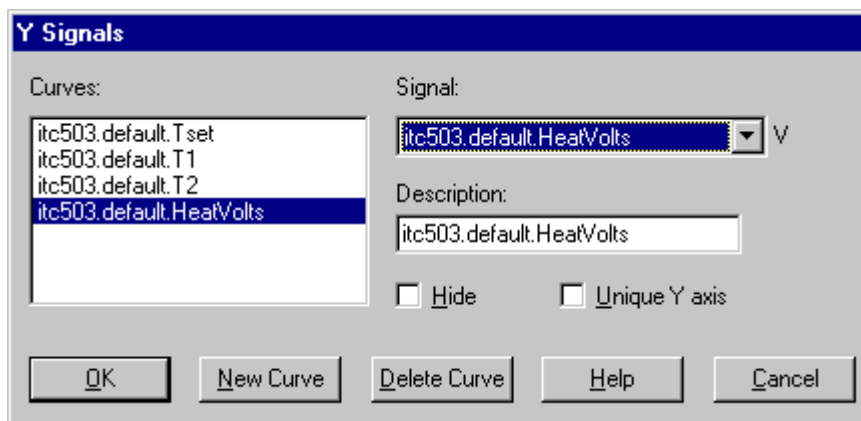 Y Signals
Curves:
itc503.default.Tset
itc503.default.T1
itc503.default.T2
itc503.default.HeatVolts
Signal:
itc503.default.HeatVolts V
Description:
itc503.default.HeatVolts
Hide Unique Y axis
OK New Curve Delete Curve Help Cancel